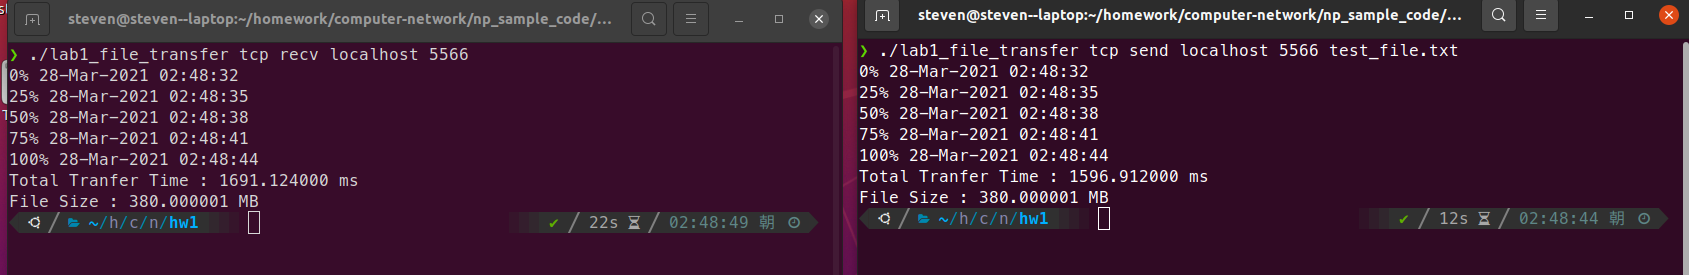 steven@steven--laptop:~/homework/computer-network/np_sample_code/...
❯ ./lab1_file_transfer tcp recv localhost 5566
0% 28-Mar-2021 02:48:32
25% 28-Mar-2021 02:48:35
50% 28-Mar-2021 02:48:38
75% 28-Mar-2021 02:48:41
100% 28-Mar-2021 02:48:44
Total Tranfer Time : 1691.124000 ms
File Size : 380.000001 MB
~/h/c/n/hw1 ✔ 22s 02:48:49 朝
steven@steven--laptop:~/homework/computer-network/np_sample_code/...
❯ ./lab1_file_transfer tcp send localhost 5566 test_file.txt
0% 28-Mar-2021 02:48:32
25% 28-Mar-2021 02:48:35
50% 28-Mar-2021 02:48:38
75% 28-Mar-2021 02:48:41
100% 28-Mar-2021 02:48:44
Total Tranfer Time : 1596.912000 ms
File Size : 380.000001 MB
~/h/c/n/hw1 ✔ 12s 02:48:44 朝